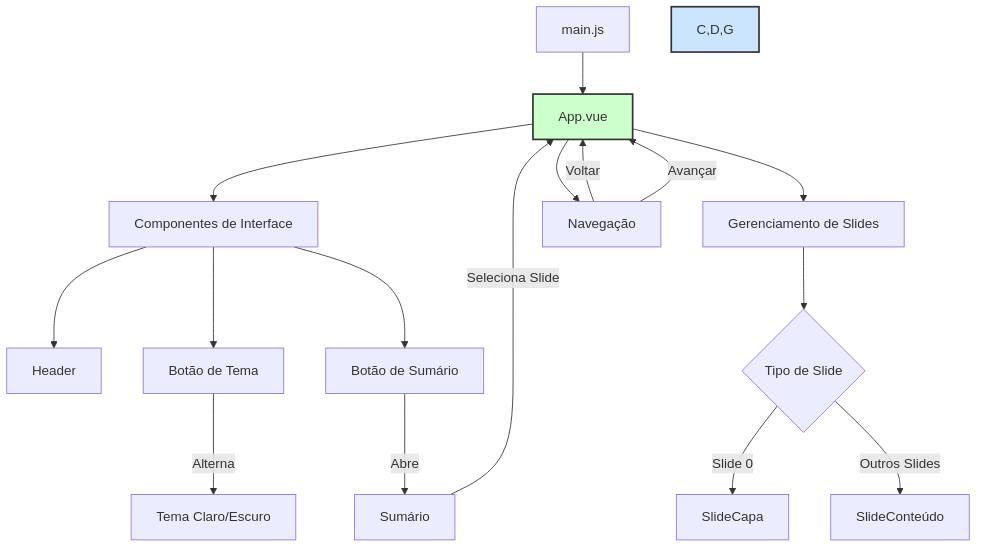 main.js
C,D,G
App.vue
Voltar
Avançar
Componentes de Interface
Navegação
Gerenciamento de Slides
Seleciona Slide
Header
Botão de Tema
Botão de Sumário
Tipo de Slide
Alterna
Abre
Slide 0
Outros Slides
Tema Claro/Escuro
Sumário
SlideCapa
SlideConteúdo